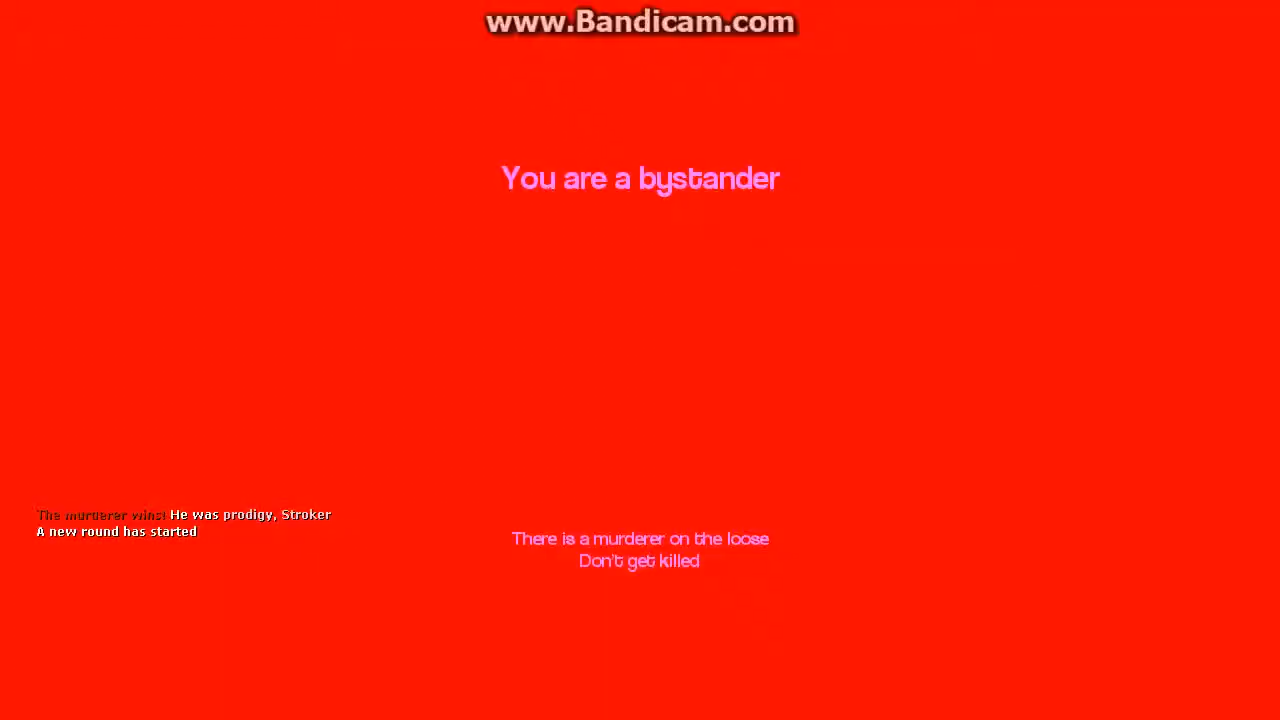 www.Bandicam.com
You are a bystander
The murderer wins! He was prodigy, Stroker
A new round has started
There is a murderer on the loose
Don't get killed